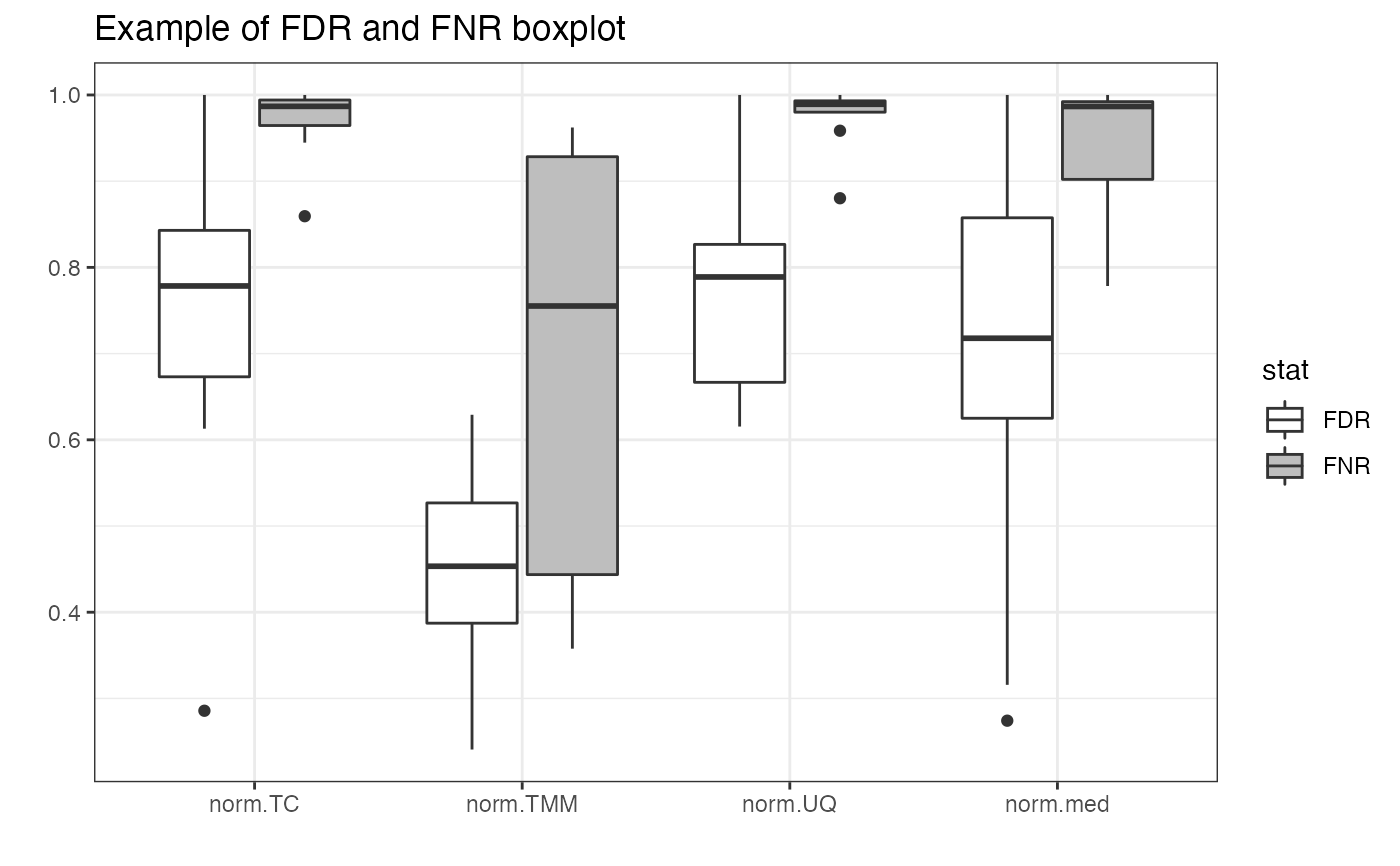 Example of FDR and FNR boxplot
1.0
0.8
0.6
0.4
norm.TC
norm.TMM
norm.UQ
norm.med
stat
FDR
FNR